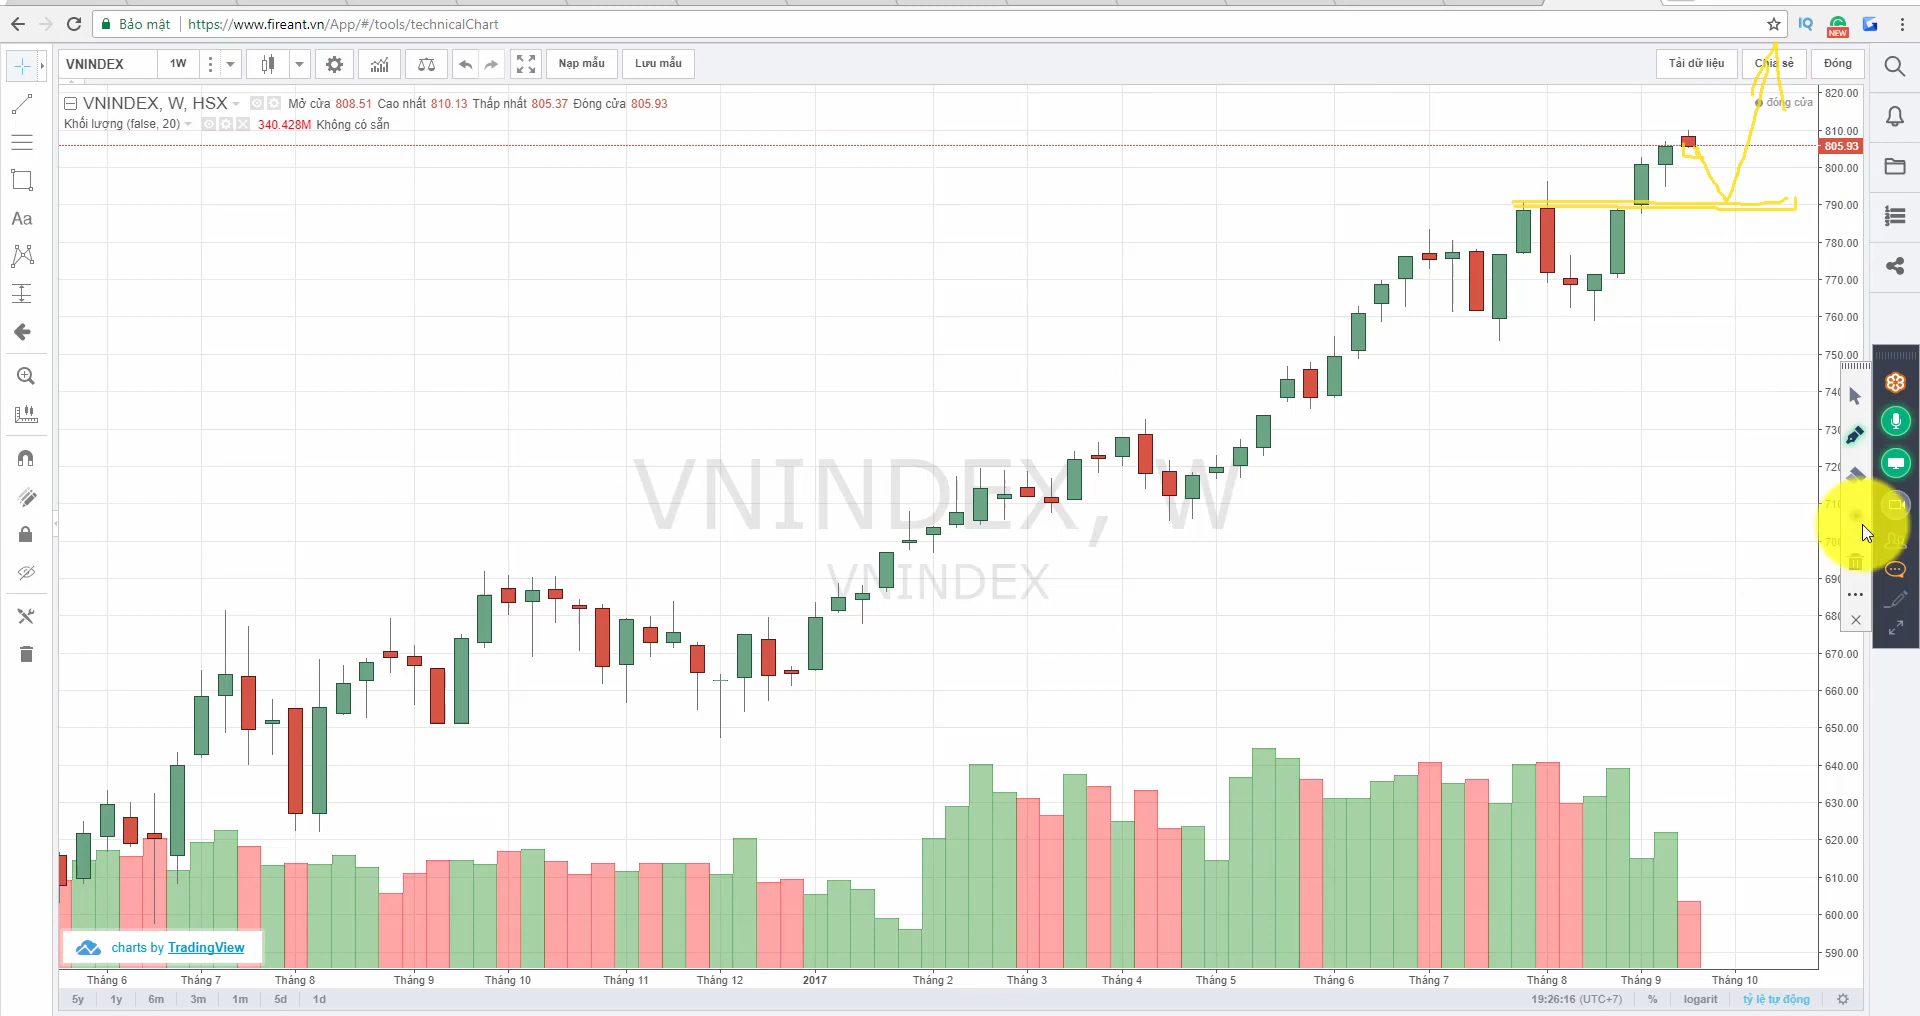 Bảo mật https://www.fireant.vn/App/#/tools/technicalChart
NEW
VNINDEX 1W Nạp mẫu Lưu mẫu Tải dữ liệu Chia sẻ Đóng
VNINDEX, W, HSX Mở cửa 808.51 Cao nhất 810.13 Thấp nhất 805.37 Đóng cửa 805.93
đóng cửa
Khối lượng (false, 20) 340.428M Không có sẵn
Aa
820.00
810.00
805.93
800.00
790.00
780.00
770.00
760.00
750.00
VNINDEX, W
VNINDEX
670.00
660.00
650.00
640.00
630.00
620.00
610.00
600.00
590.00
charts by TradingView
Tháng 6 Tháng 7 Tháng 8 Tháng 9 Tháng 10 Tháng 11 Tháng 12 2017 Tháng 2 Tháng 3 Tháng 4 Tháng 5 Tháng 6 Tháng 7 Tháng 8 Tháng 9 Tháng 10
5y 1y 6m 3m 1m 5d 1d 19:26:16 (UTC+7) % logarit tỷ lệ tự động